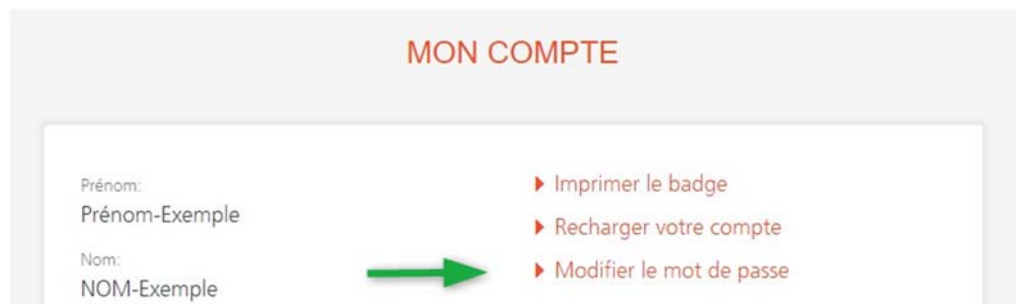 MON COMPTE
Prénom:
Prénom-Exemple
Nom:
NOM-Exemple
Imprimer le badge
Recharger votre compte
Modifier le mot de passe